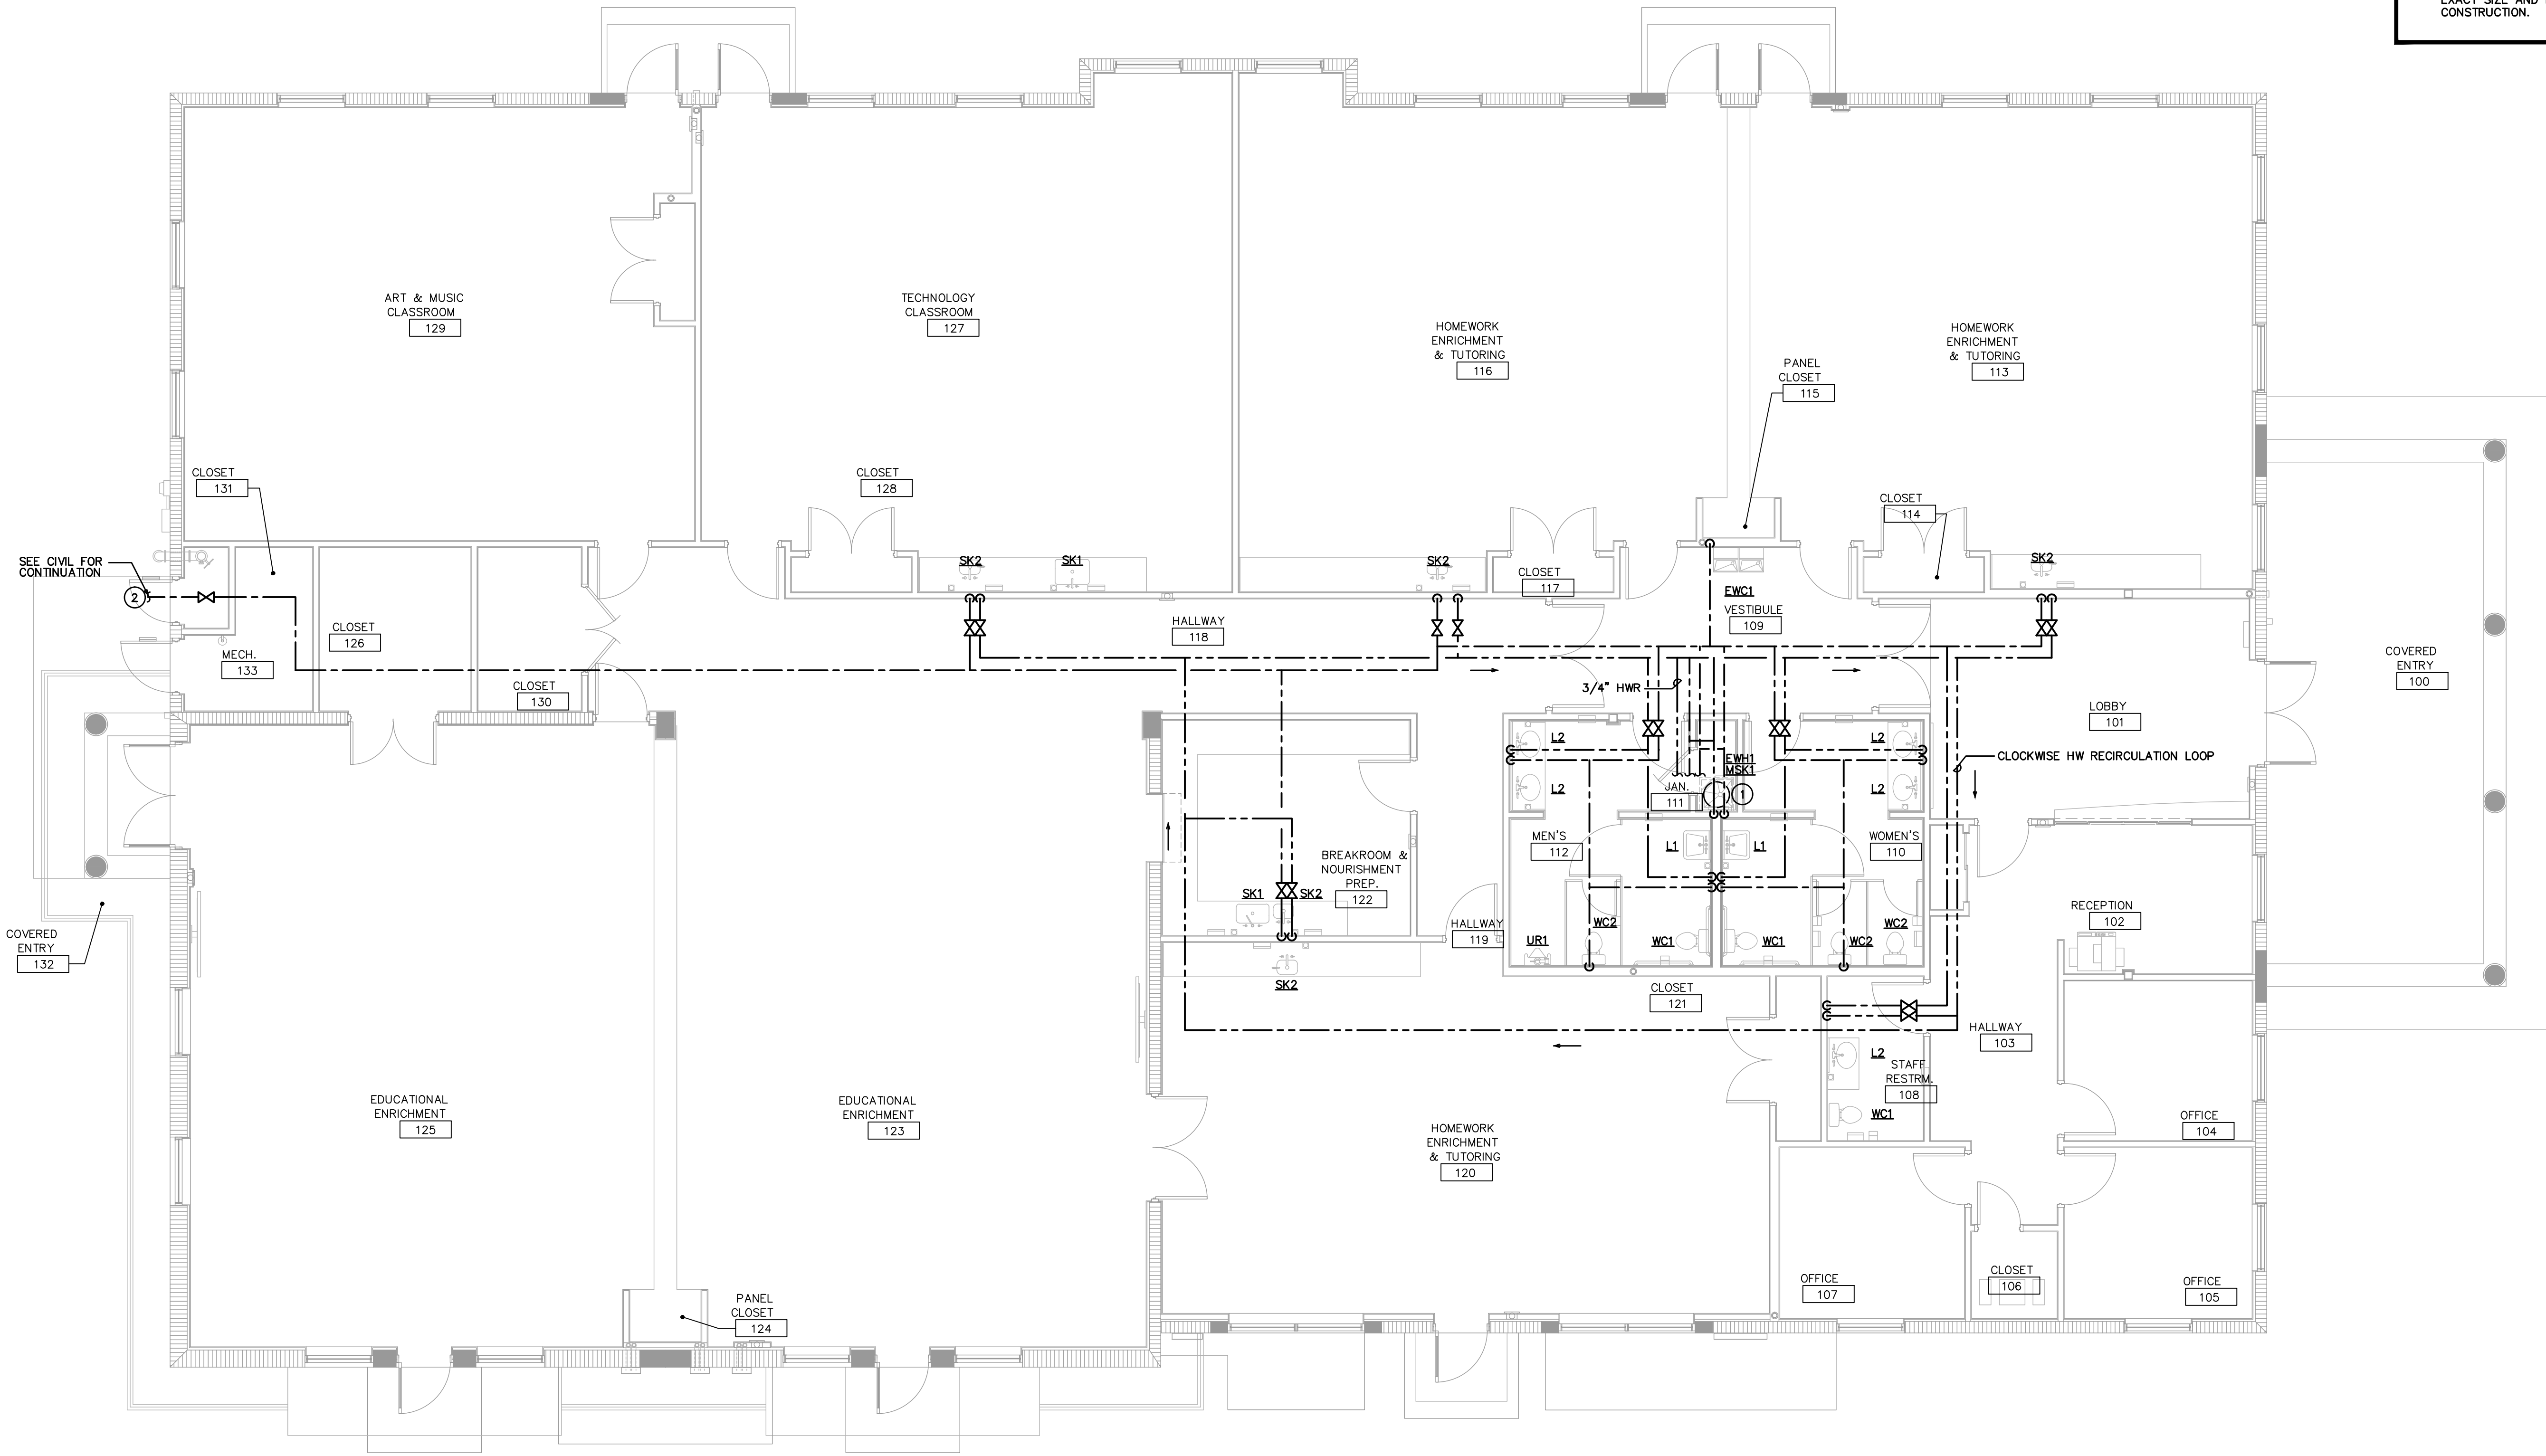 EXACT SIZE AND
CONSTRUCTION.
ART & MUSIC
CLASSROOM
129
TECHNOLOGY
CLASSROOM
127
HOMEWORK
ENRICHMENT
& TUTORING
116
HOMEWORK
ENRICHMENT
& TUTORING
113
PANEL
CLOSET
115
CLOSET
131
CLOSET
128
CLOSET
114
SEE CIVIL FOR
CONTINUATION
2
SK2
SK1
SK2
SK2
CLOSET
117
EWC1
VESTIBULE
109
CLOSET
126
HALLWAY
118
MECH.
133
CLOSET
130
3/4" HWR
COVERED
ENTRY
100
LOBBY
101
CLOCKWISE HW RECIRCULATION LOOP
L2
L2
EWH1
MSK1
L2
L2
JAN.
111
1
MEN'S
112
L1
L1
WOMEN'S
110
BREAKROOM &
NOURISHMENT
PREP.
122
SK1
SK2
HALLWAY
119
UR1
WC2
WC1
WC1
WC2
WC2
RECEPTION
102
COVERED
ENTRY
132
SK2
CLOSET
121
HALLWAY
103
L2
STAFF
RESTRM.
108
WC1
EDUCATIONAL
ENRICHMENT
125
EDUCATIONAL
ENRICHMENT
123
HOMEWORK
ENRICHMENT
& TUTORING
120
OFFICE
104
OFFICE
107
CLOSET
106
OFFICE
105
PANEL
CLOSET
124